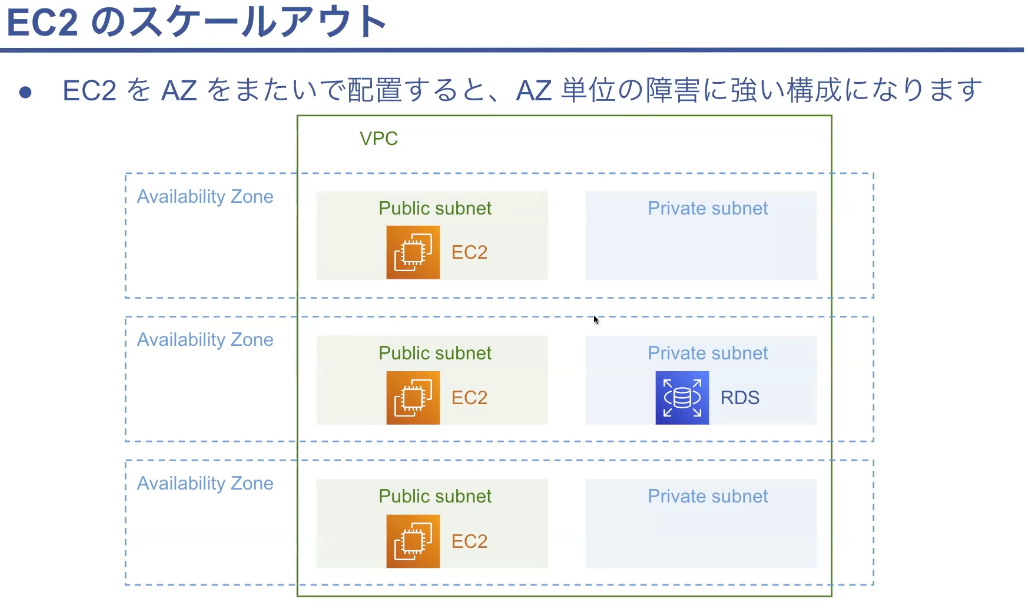 EC2 のスケールアウト
● EC2 を AZ をまたいで配置すると、AZ 単位の障害に強い構成になります
VPC
Availability Zone
Public subnet
Private subnet
EC2
Availability Zone
Public subnet
Private subnet
EC2
RDS
Availability Zone
Public subnet
Private subnet
EC2